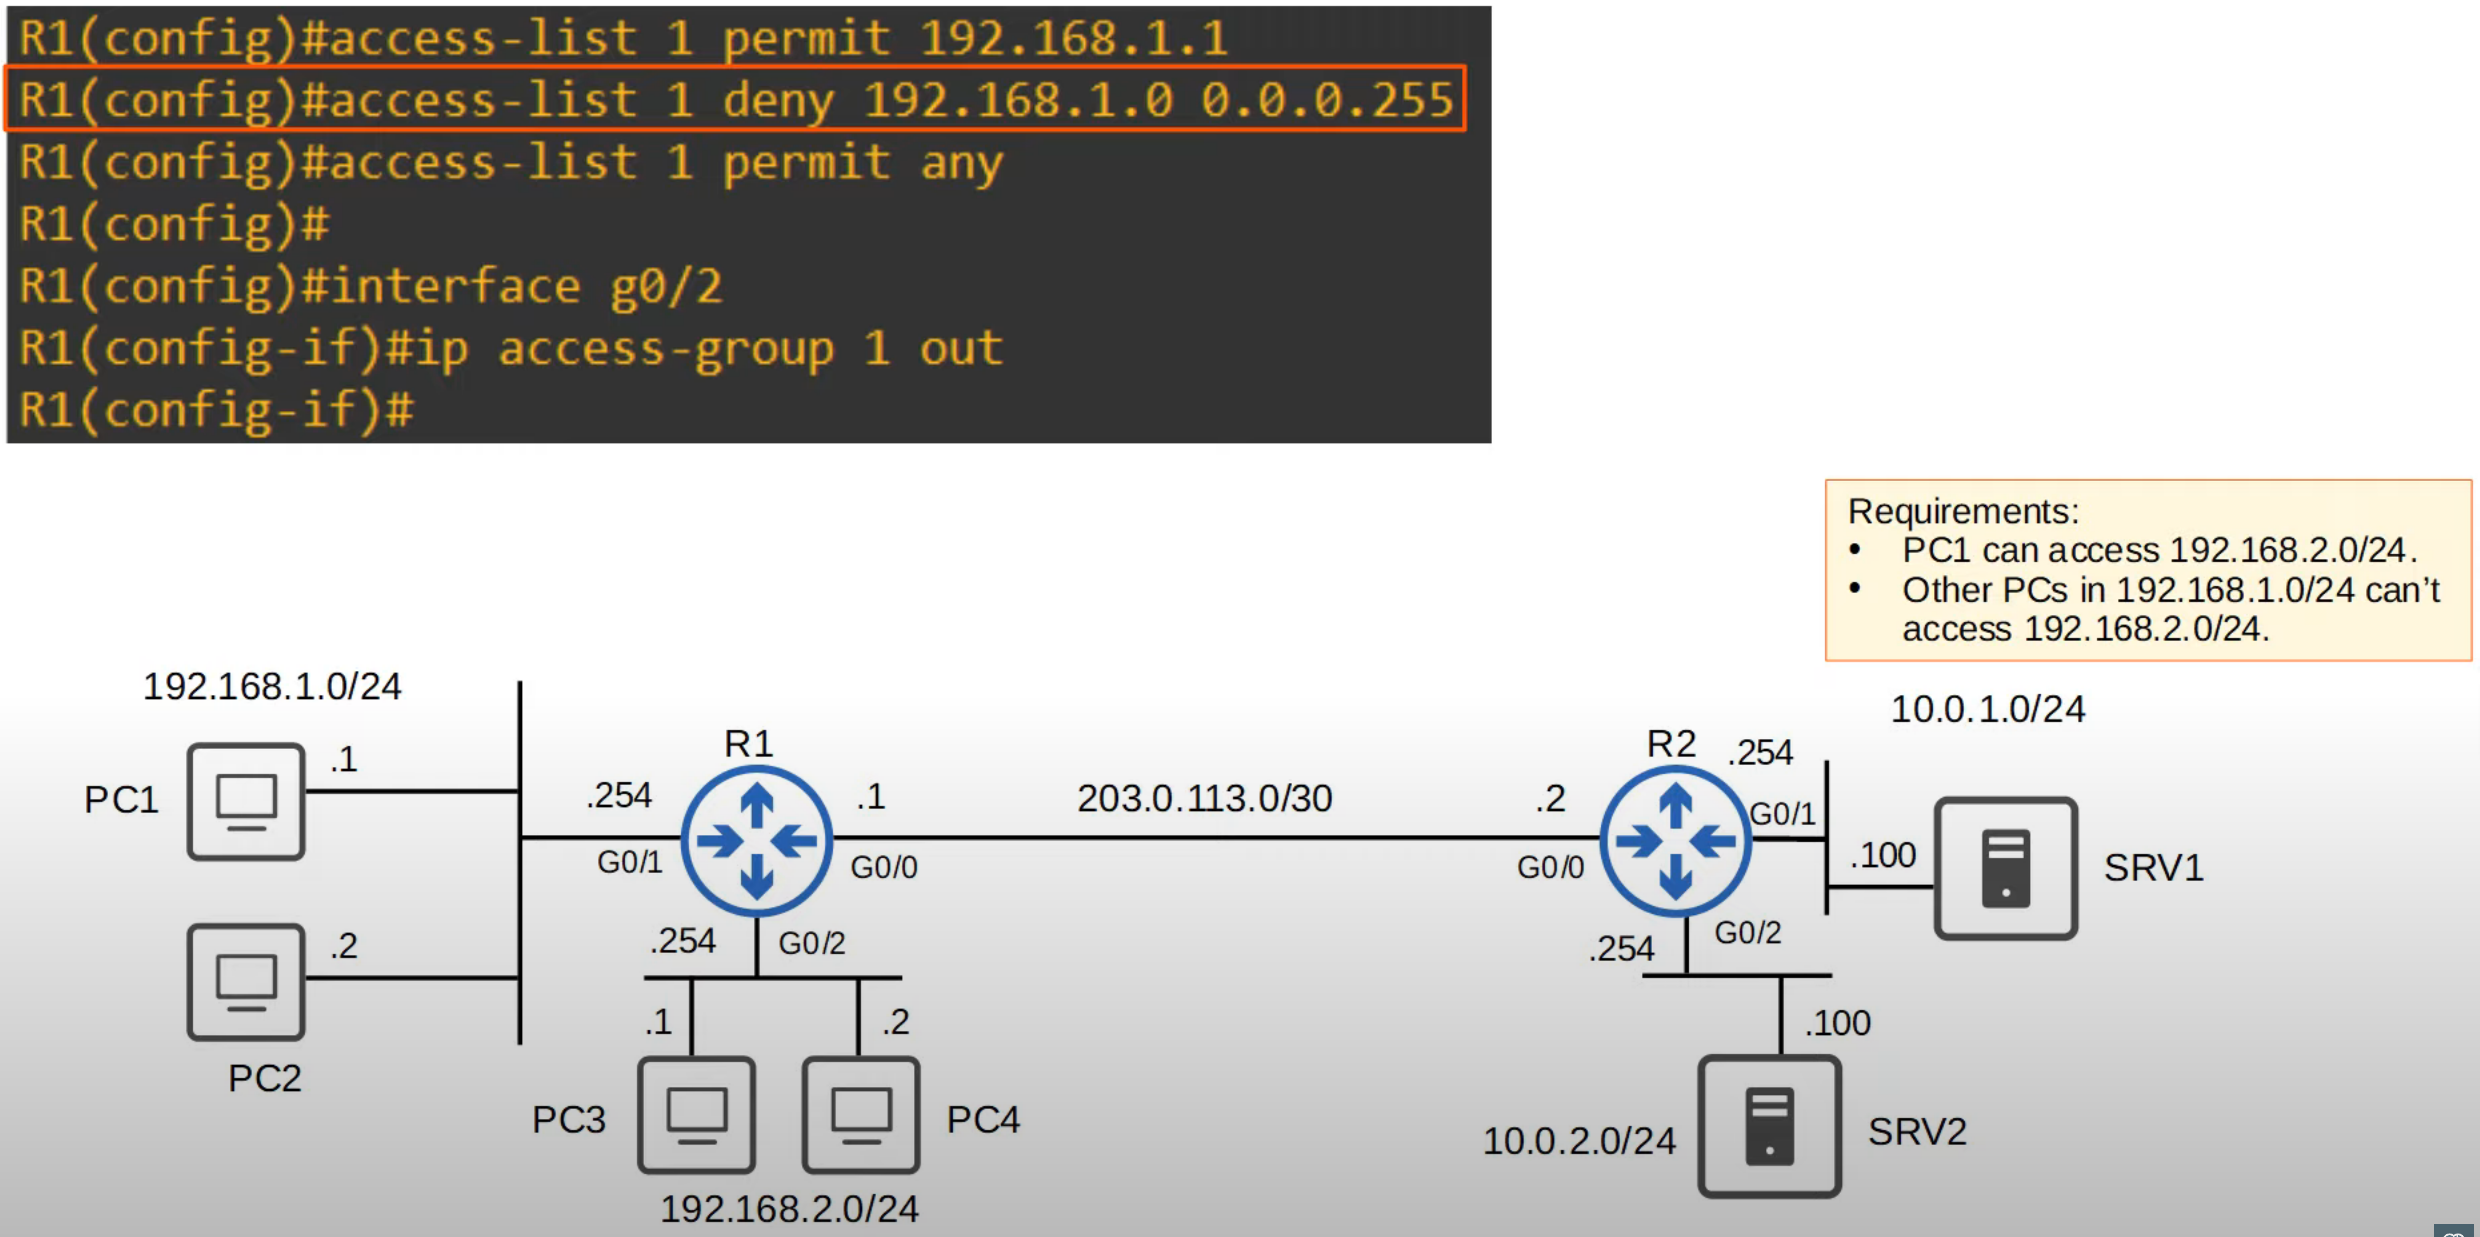 R1(config)#access-list 1 permit 192.168.1.1
R1(config)#access-list 1 deny 192.168.1.0 0.0.0.255
R1(config)#access-list 1 permit any
R1(config)#
R1(config)#interface g0/2
R1(config-if)#ip access-group 1 out
R1(config-if)#
Requirements:
• PC1 can access 192.168.2.0/24.
• Other PCs in 192.168.1.0/24 can’t
access 192.168.2.0/24.
192.168.1.0/24
10.0.1.0/24
R1
R2
.254
.1
PC1
.254
.1
203.0.113.0/30
.2
G0/1
G0/1
G0/0
G0/0
.100
SRV1
.2
.254
G0/2
.254
G0/2
PC2
.1
.2
.100
PC3
PC4
10.0.2.0/24
SRV2
192.168.2.0/24